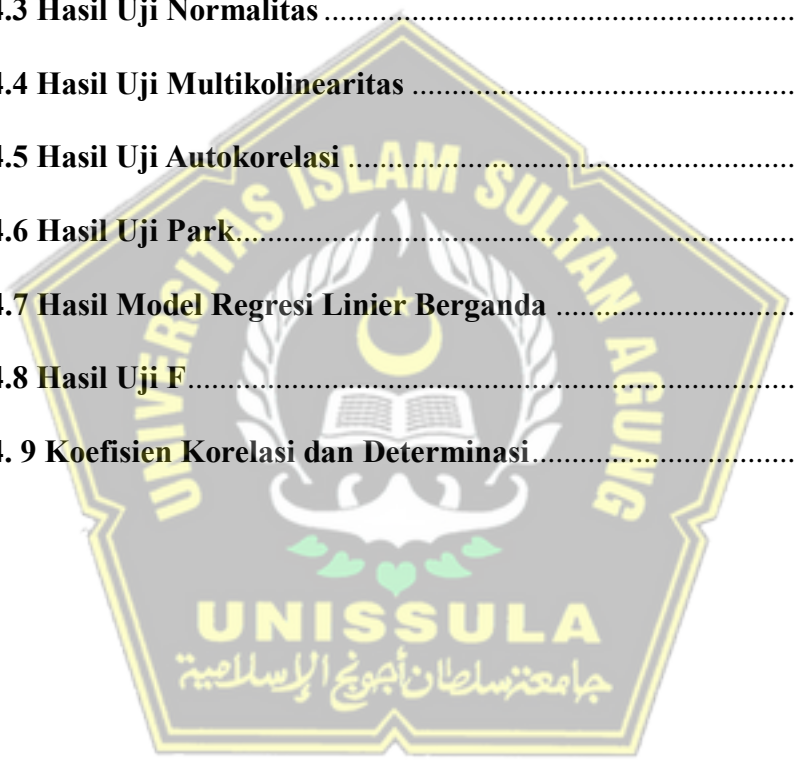 4.3 Hasil Uji Normalitas
4.4 Hasil Uji Multikolinearitas
4.5 Hasil Uji Autokorelasi
4.6 Hasil Uji Park
4.7 Hasil Model Regresi Linier Berganda
4.8 Hasil Uji F
4. 9 Koefisien Korelasi dan Determinasi
UNIVERSITAS ISLAM SULTAN AGUNG
UNISSULA
جامعة سلطان أجونج الإسلامية